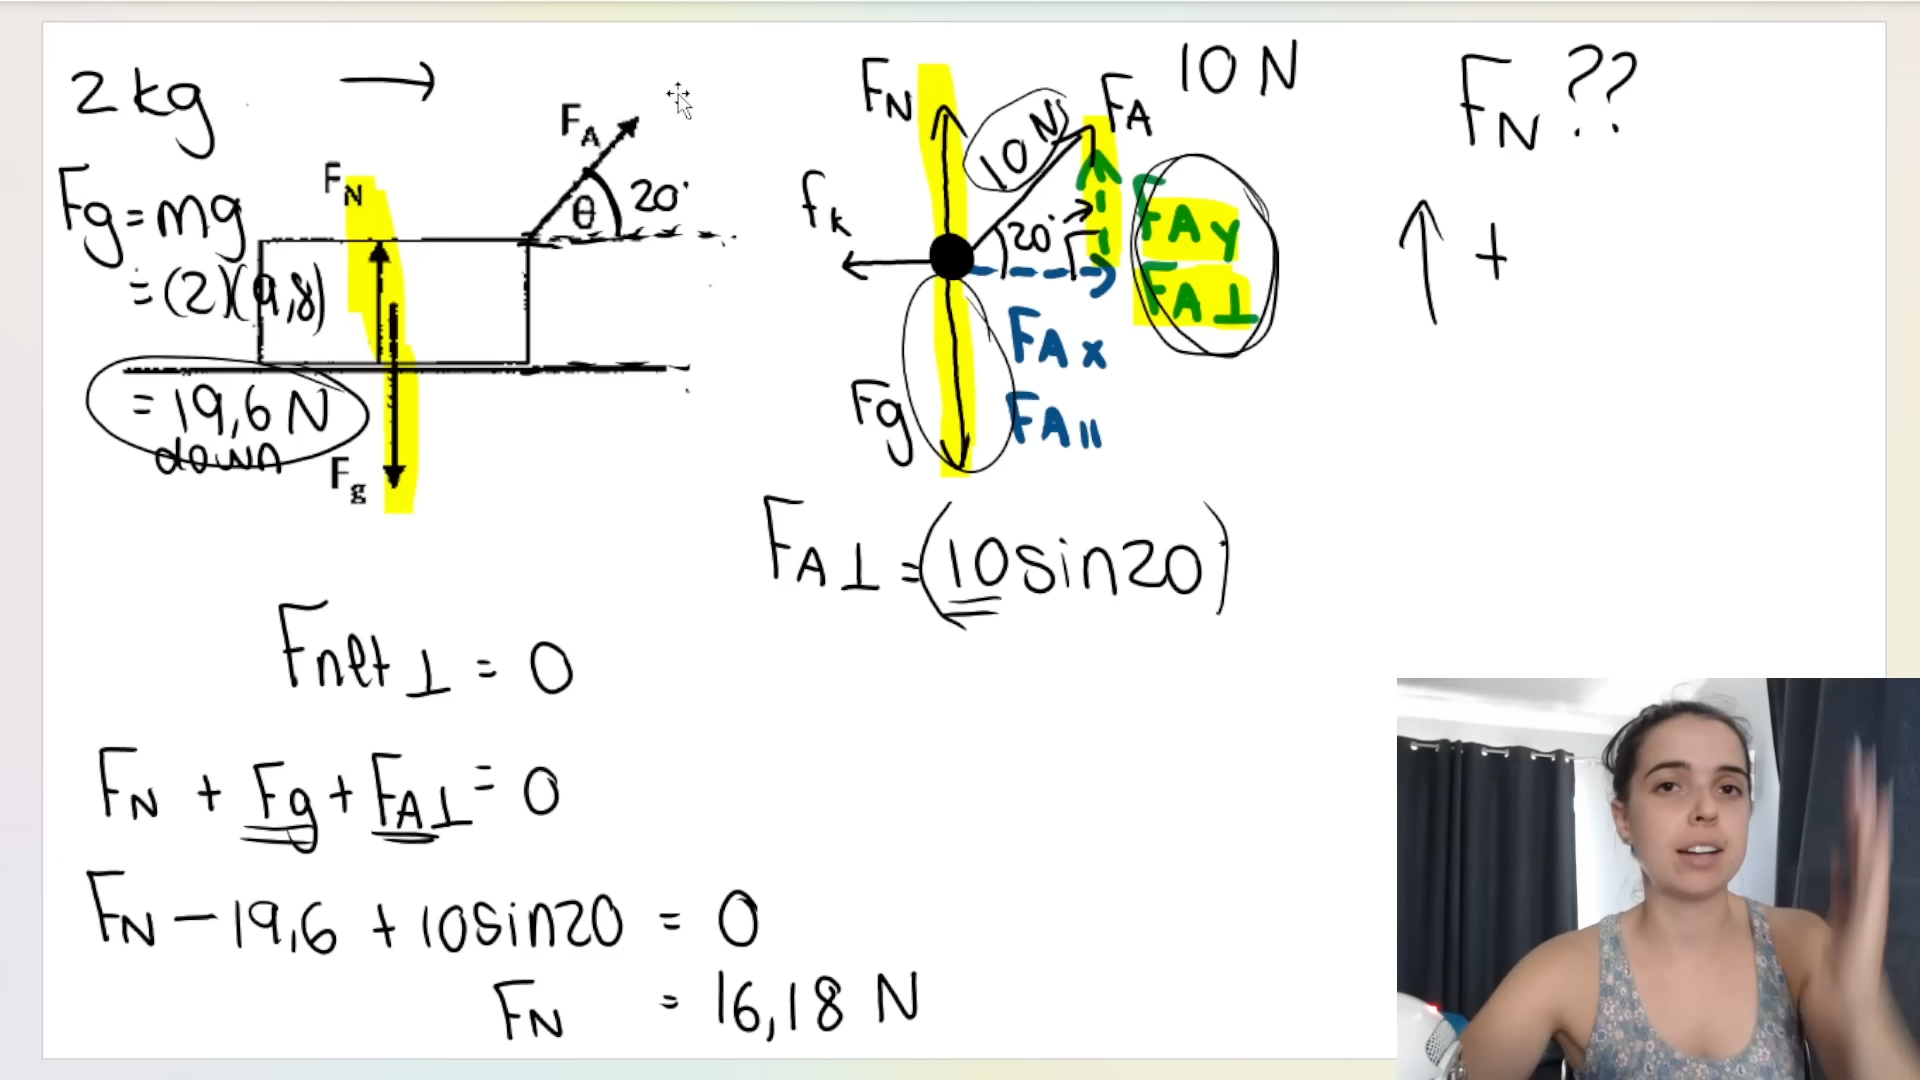 2kg
Fg = mg
= (2)(9,8)
= 19,6 N
down
FN
FA
θ
20°
Fg
FN
10 N
FA
10 N
fk
20°
FAy
FA⊥
FAx
FA||
Fg
FN ??
↑ +
FA⊥ = (10sin20)
Fnet⊥ = 0
FN + Fg + FA⊥ = 0
FN - 19,6 + 10sin20 = 0
FN = 16,18 N